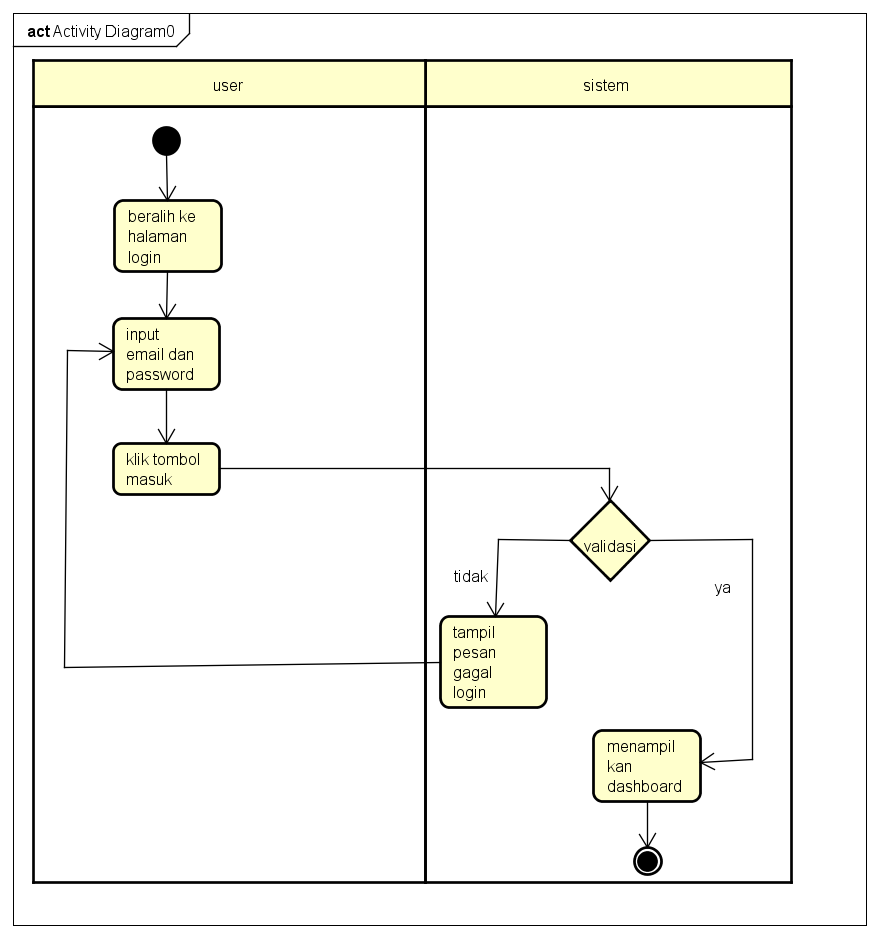 act Activity Diagram0
user
sistem
beralih ke
halaman
login
input
email dan
password
klik tombol
masuk
validasi
tidak
ya
tampil
pesan
gagal
login
menampil
kan
dashboard